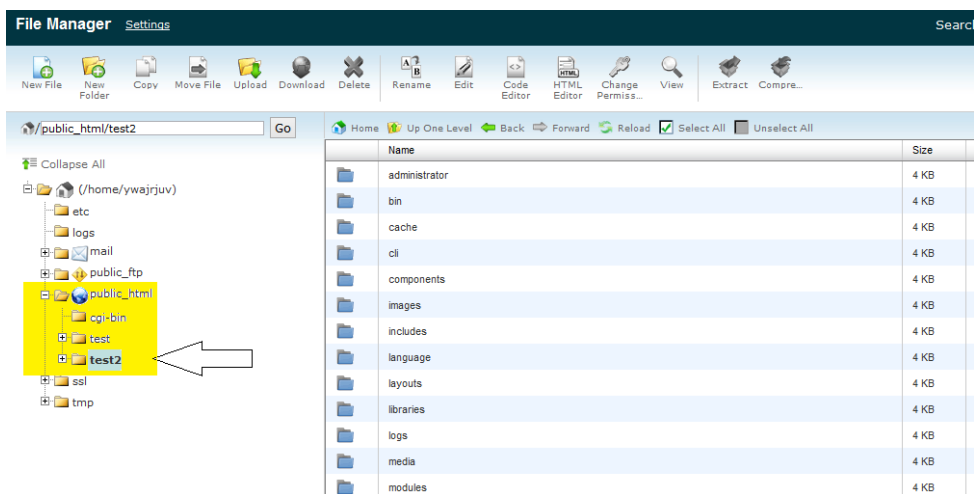 File Manager Settings Search
New File New Folder Copy Move File Upload Download Delete Rename Edit Code Editor HTML Editor Change Permiss... View Extract Compre...
/public_html/test2 Go
Home Up One Level Back Forward Reload Select All Unselect All
Collapse All
(/home/ywajrjuv)
etc
logs
mail
public_ftp
public_html
cgi-bin
test
test2
ssl
tmp
Name Size
administrator 4 KB
bin 4 KB
cache 4 KB
cli 4 KB
components 4 KB
images 4 KB
includes 4 KB
language 4 KB
layouts 4 KB
libraries 4 KB
logs 4 KB
media 4 KB
modules 4 KB